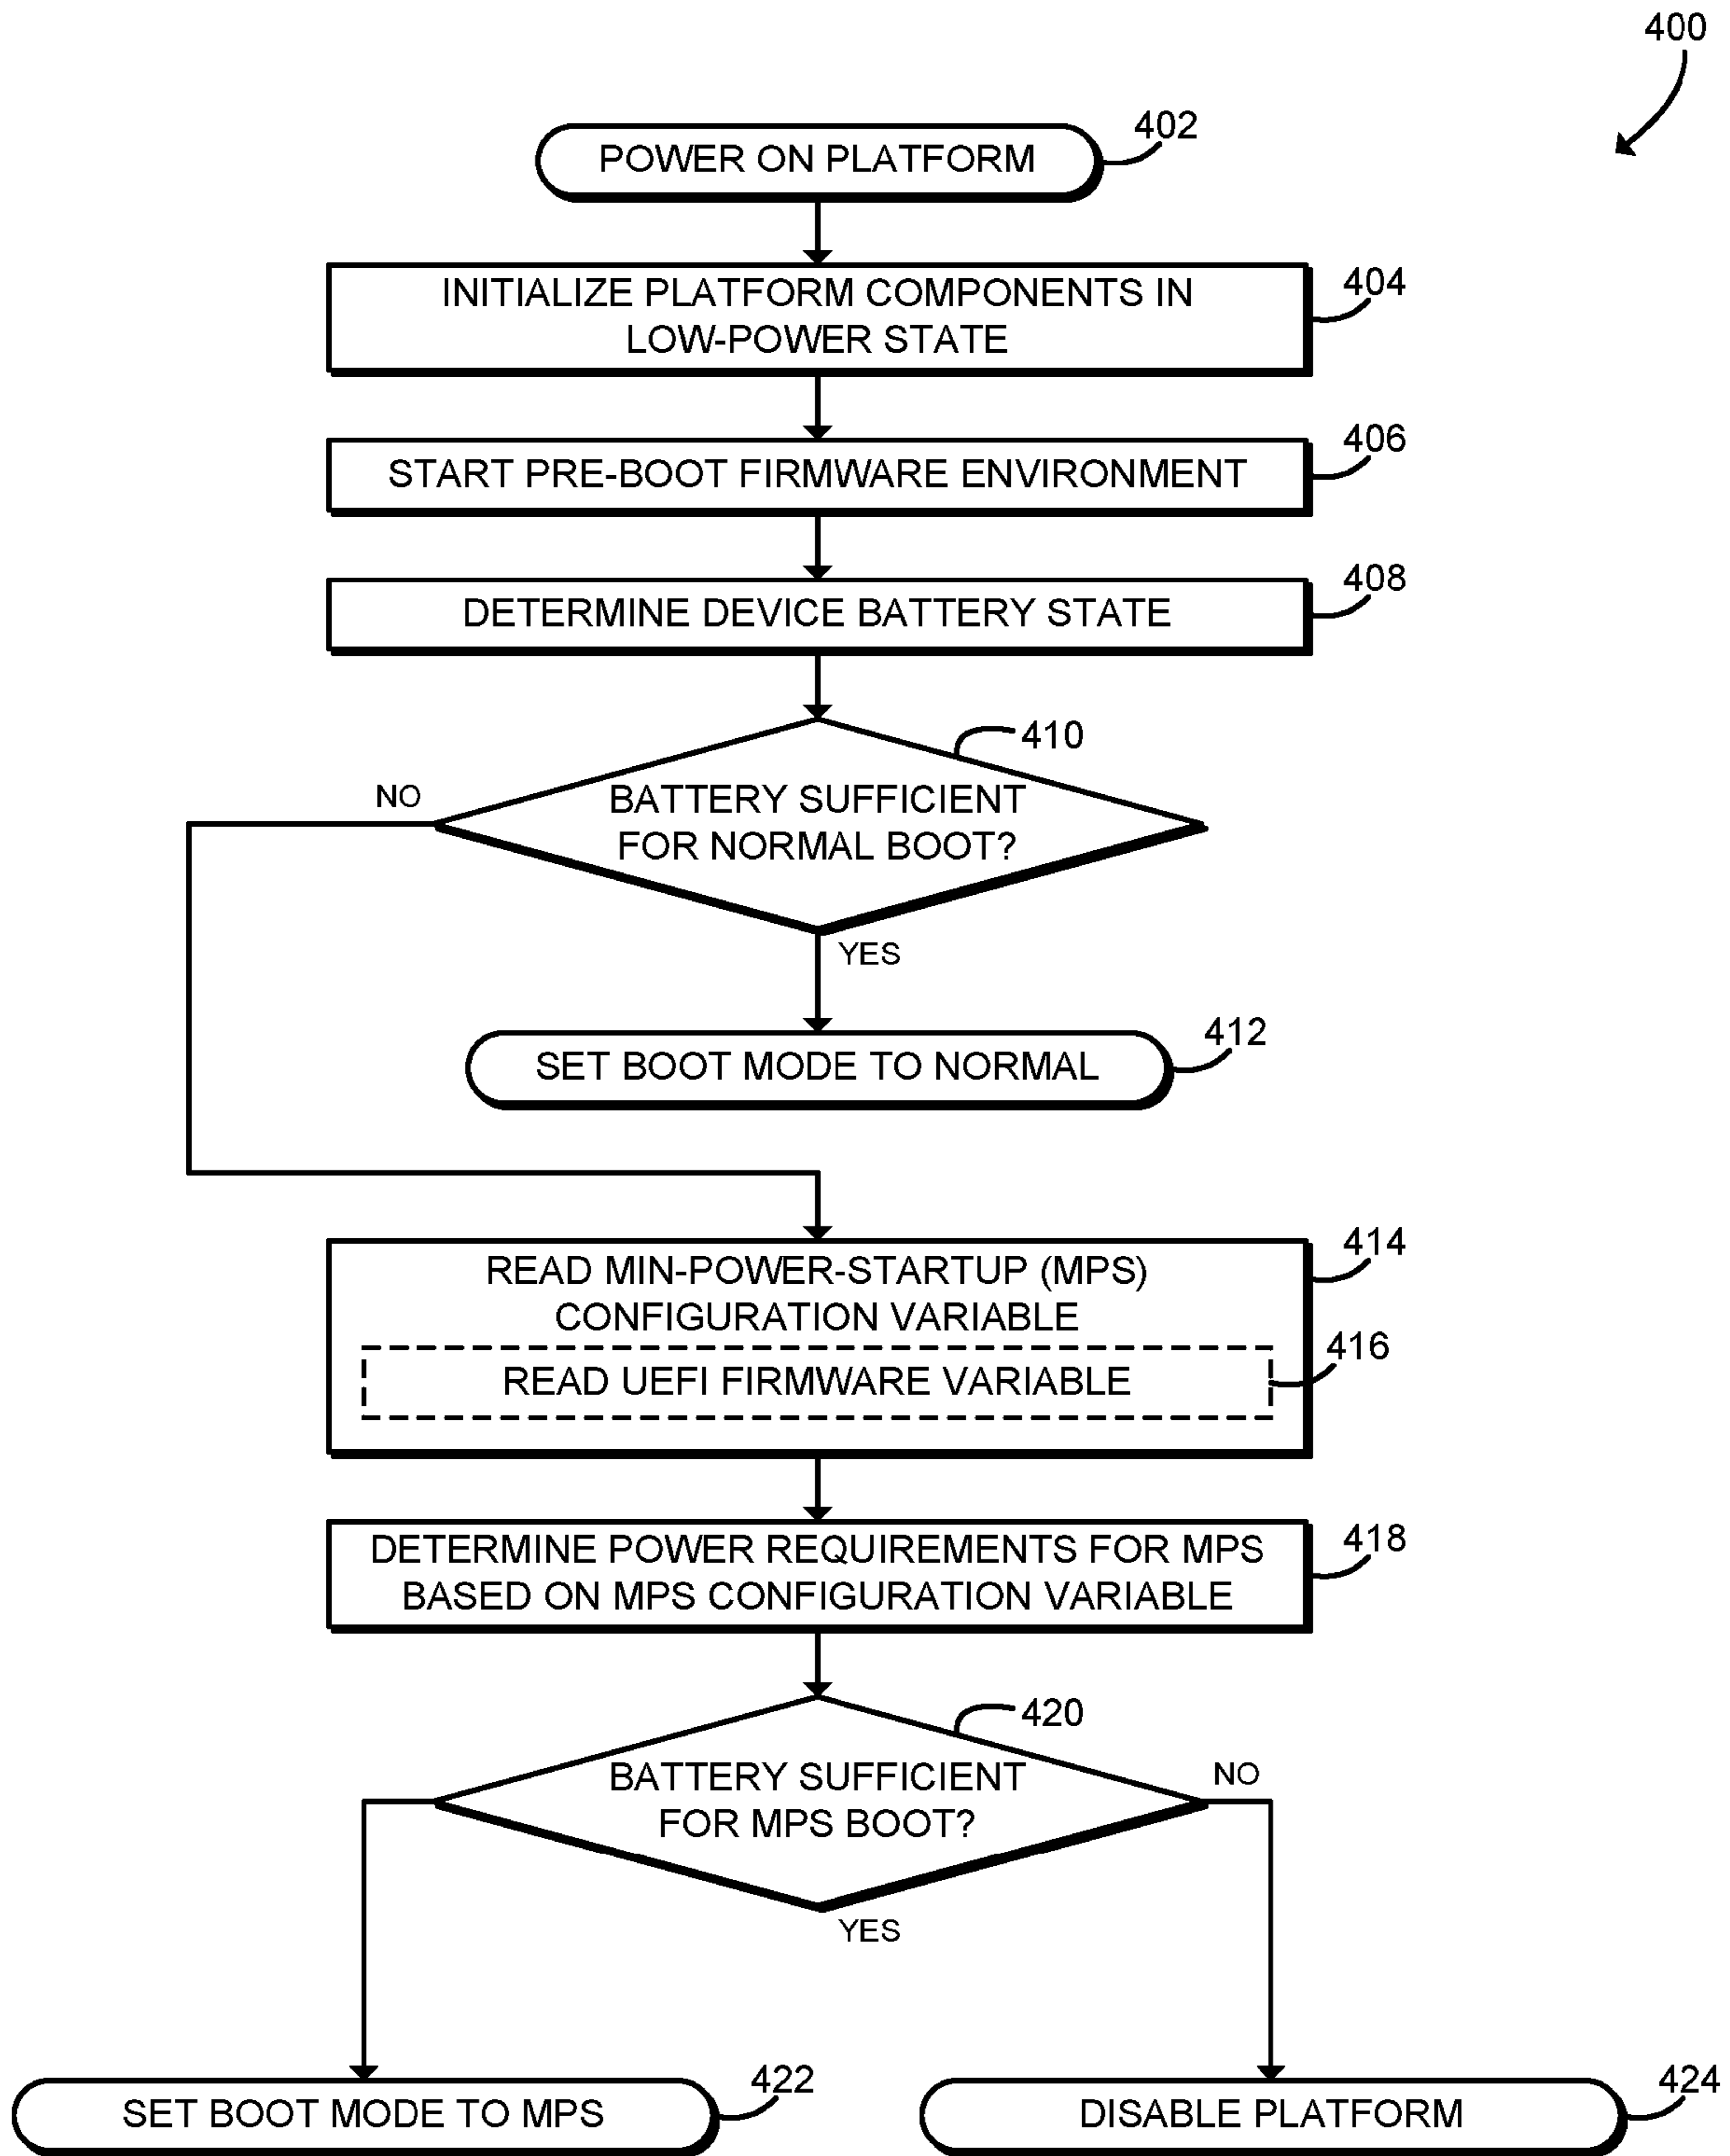 400
402
POWER ON PLATFORM
404
INITIALIZE PLATFORM COMPONENTS IN
LOW-POWER STATE
406
START PRE-BOOT FIRMWARE ENVIRONMENT
408
DETERMINE DEVICE BATTERY STATE
410
NO
BATTERY SUFFICIENT
FOR NORMAL BOOT?
YES
412
SET BOOT MODE TO NORMAL
414
READ MIN-POWER-STARTUP (MPS)
CONFIGURATION VARIABLE
416
READ UEFI FIRMWARE VARIABLE
418
DETERMINE POWER REQUIREMENTS FOR MPS
BASED ON MPS CONFIGURATION VARIABLE
420
BATTERY SUFFICIENT
FOR MPS BOOT?
NO
YES
422
SET BOOT MODE TO MPS
424
DISABLE PLATFORM